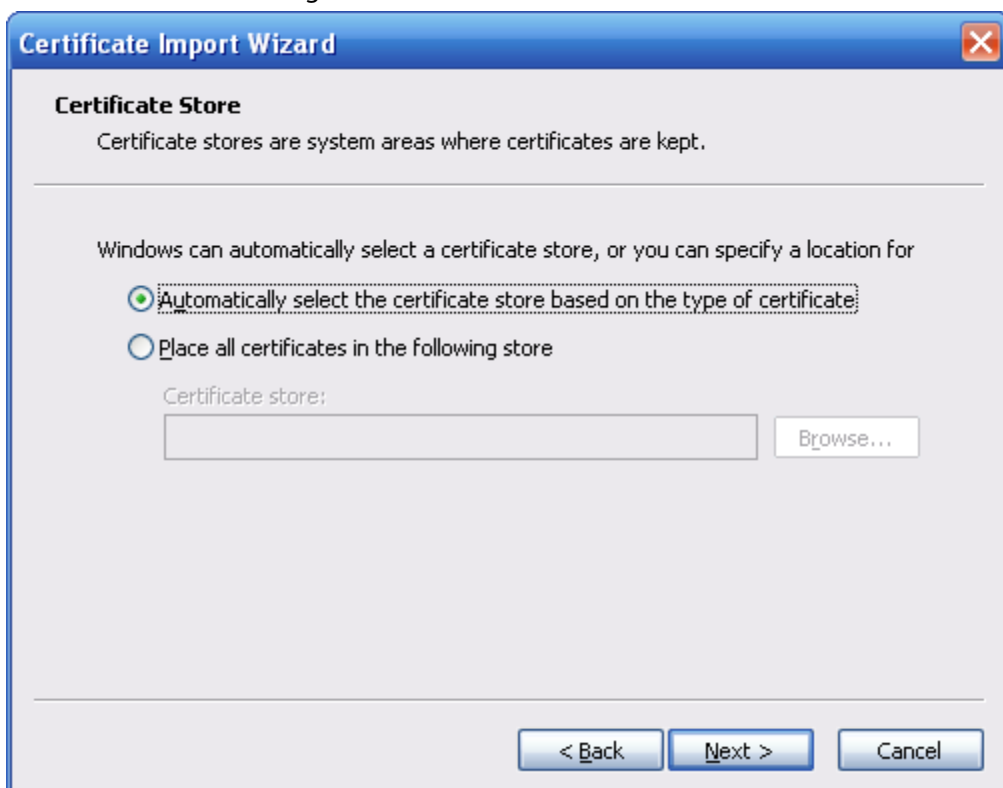 Certificate Import Wizard
Certificate Store
Certificate stores are system areas where certificates are kept.
Windows can automatically select a certificate store, or you can specify a location for
Automatically select the certificate store based on the type of certificate
Place all certificates in the following store
Certificate store:
Browse...
< Back
Next >
Cancel